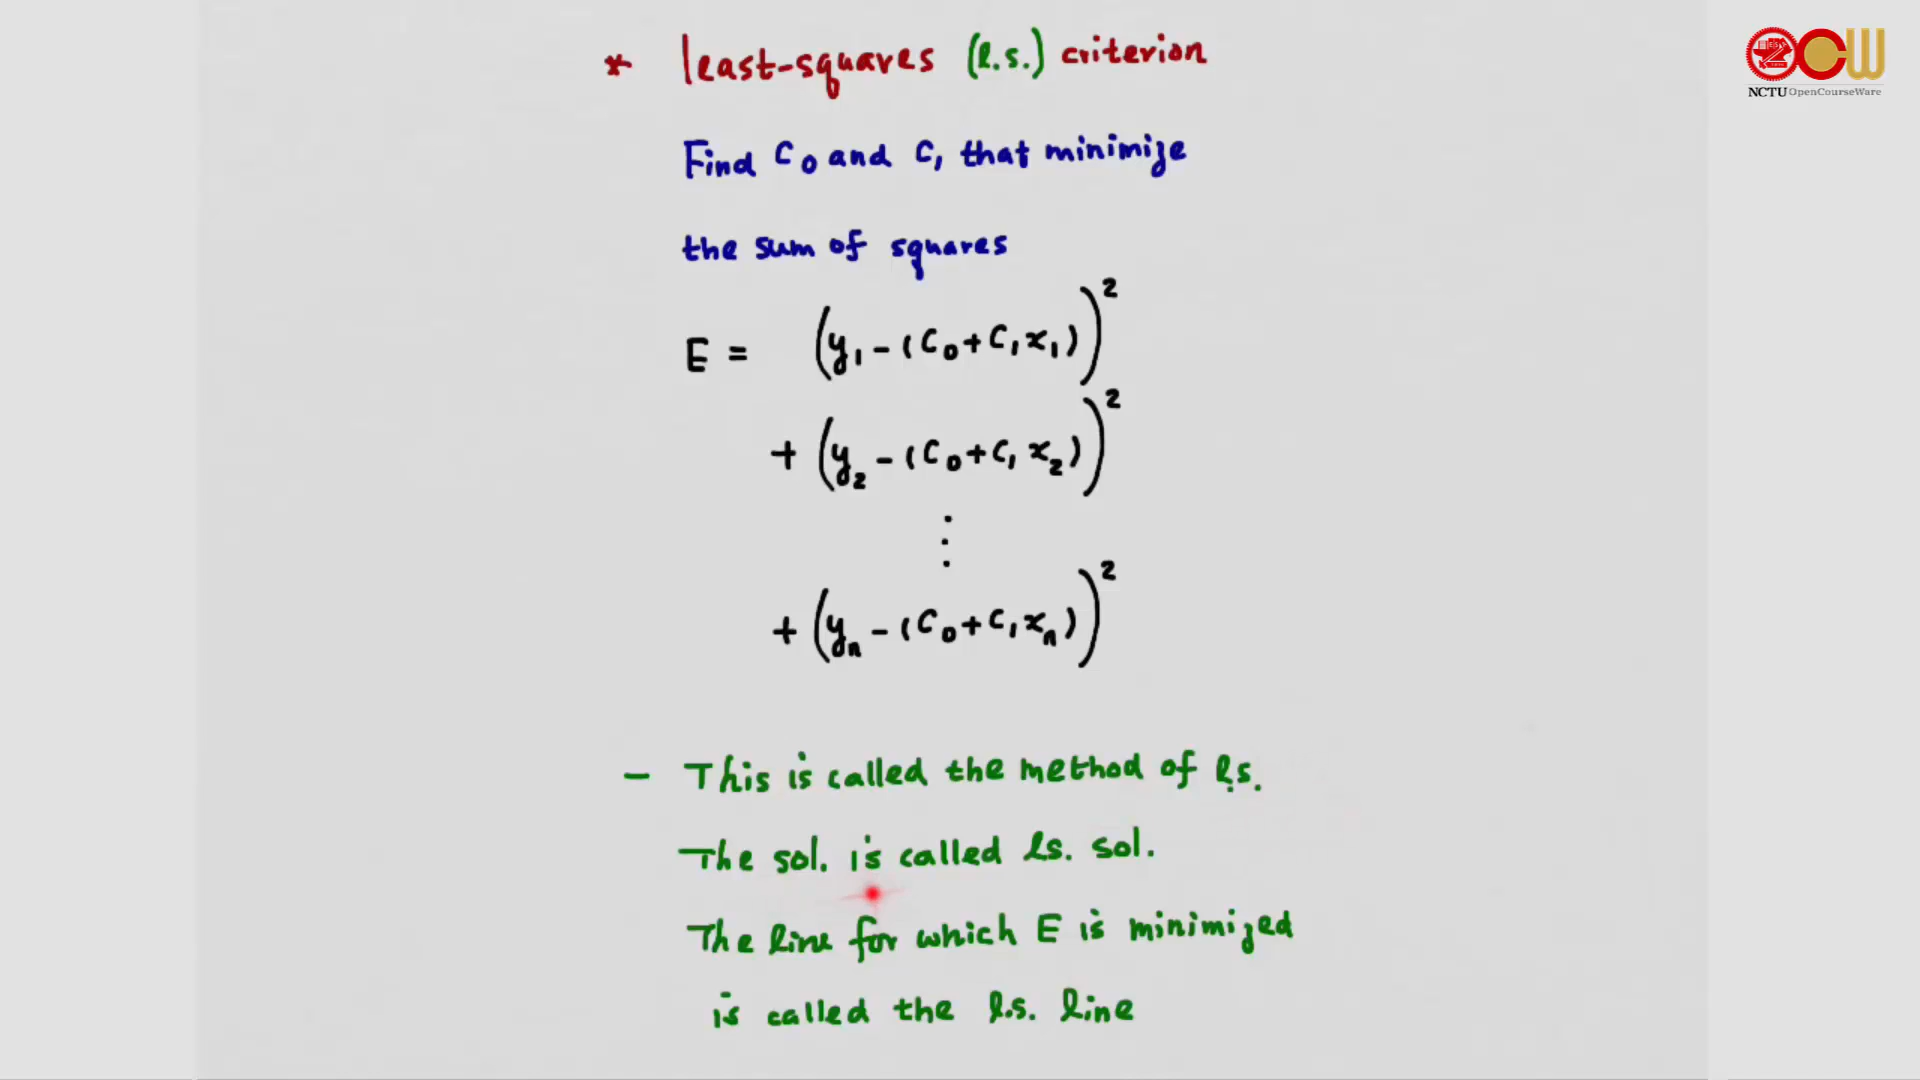 * least-squares (l.s.) criterion
NCTU OpenCourseWare
Find C₀ and C₁ that minimize
the sum of squares
E = (y₁ - (C₀ + C₁x₁))²
+ (y₂ - (C₀ + C₁x₂))²
⋮
+ (yₙ - (C₀ + C₁xₙ))²
- This is called the method of l.s.
The sol. is called l.s. sol.
The line for which E is minimized
is called the l.s. line